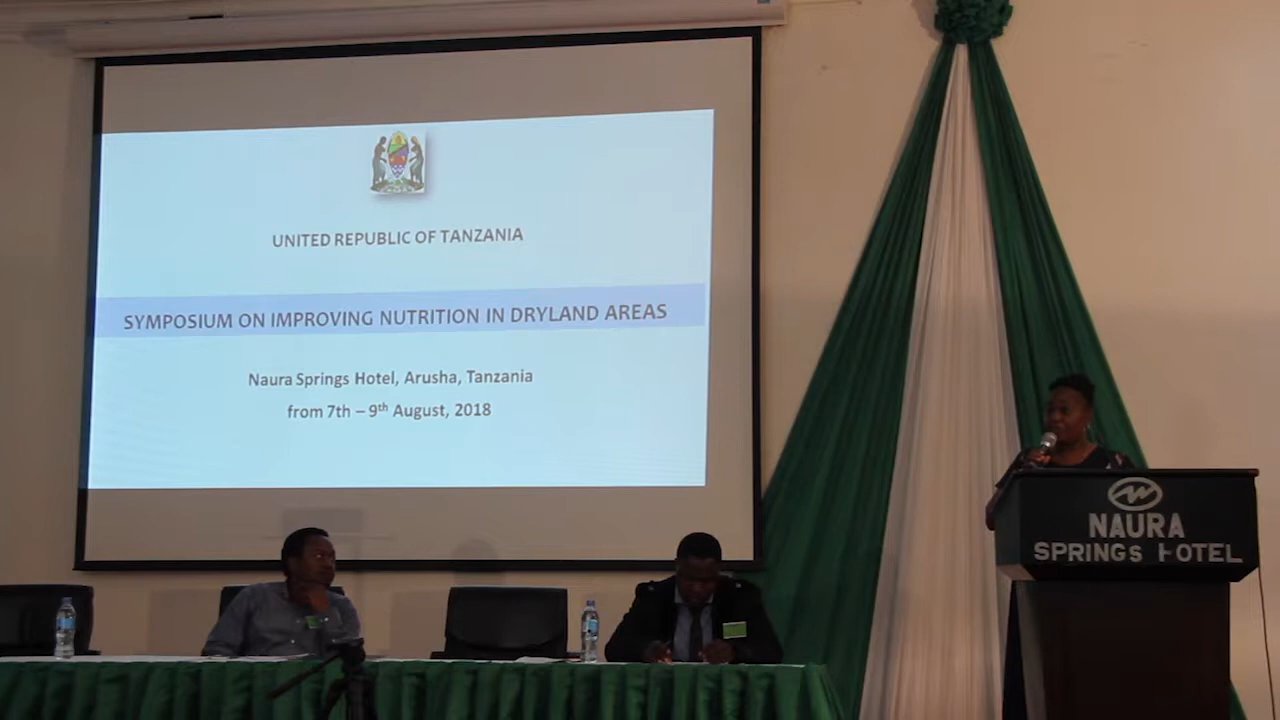 UNITED REPUBLIC OF TANZANIA
SYMPOSIUM ON IMPROVING NUTRITION IN DRYLAND AREAS
Naura Springs Hotel, Arusha, Tanzania
from 7th – 9th August, 2018
NAURA
SPRINGS HOTEL